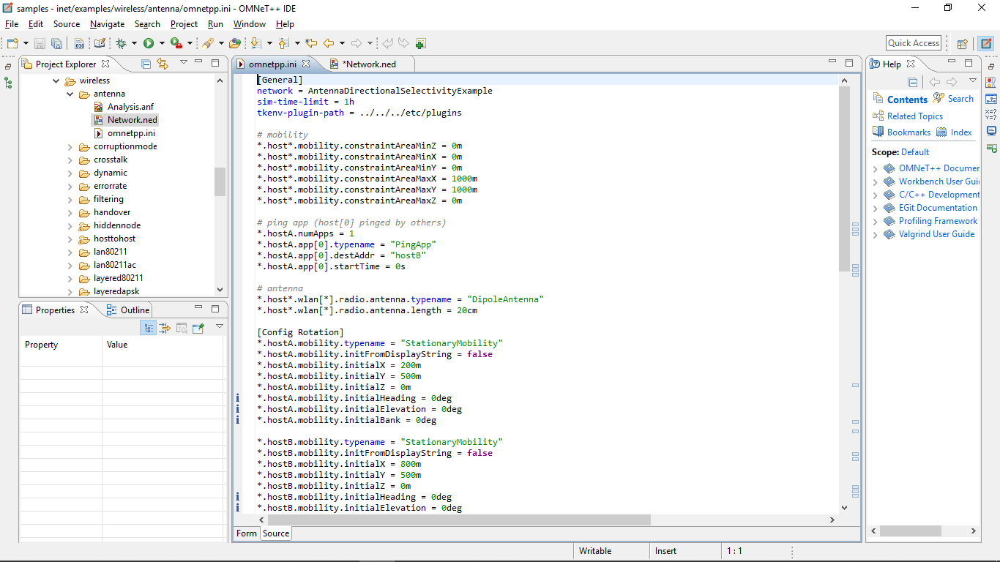 samples - inet/examples/wireless/antenna/omnetpp.ini - OMNeT++ IDE
File Edit Source Navigate Search Project Run Window Help
Quick Access
Project Explorer
wireless
antenna
Analysis.anf
Network.ned
omnetpp.ini
corruptionmode
crosstalk
dynamic
errorrate
filtering
handover
hiddennode
hosttohost
lan80211
lan80211ac
layered80211
layeredapsk
Properties Outline
Property Value
omnetpp.ini *Network.ned
[General]
network = AntennaDirectionalSelectivityExample
sim-time-limit = 1h
tkenv-plugin-path = ../../../etc/plugins
# mobility
*.host*.mobility.constraintAreaMinZ = 0m
*.host*.mobility.constraintAreaMinX = 0m
*.host*.mobility.constraintAreaMinY = 0m
*.host*.mobility.constraintAreaMaxX = 1000m
*.host*.mobility.constraintAreaMaxY = 1000m
*.host*.mobility.constraintAreaMaxZ = 0m
# ping app (host[0] pinged by others)
*.hostA.numApps = 1
*.hostA.app[0].typename = "PingApp"
*.hostA.app[0].destAddr = "hostB"
*.hostA.app[0].startTime = 0s
# antenna
*.host*.wlan[*].radio.antenna.typename = "DipoleAntenna"
*.host*.wlan[*].radio.antenna.length = 20cm
[Config Rotation]
*.hostA.mobility.typename = "StationaryMobility"
*.hostA.mobility.initFromDisplayString = false
*.hostA.mobility.initialX = 200m
*.hostA.mobility.initialY = 500m
*.hostA.mobility.initialZ = 0m
*.hostA.mobility.initialHeading = 0deg
*.hostA.mobility.initialElevation = 0deg
*.hostA.mobility.initialBank = 0deg
*.hostB.mobility.typename = "StationaryMobility"
*.hostB.mobility.initFromDisplayString = false
*.hostB.mobility.initialX = 800m
*.hostB.mobility.initialY = 500m
*.hostB.mobility.initialZ = 0m
*.hostB.mobility.initialHeading = 0deg
*.hostB.mobility.initialElevation = 0deg
Form Source
Help
Contents Search
Related Topics
Bookmarks Index
Scope: Default
OMNeT++ Documer
Workbench User Gui
C/C++ Development
EGit Documentation
Profiling Framework
Valgrind User Guide
Writable Insert 1 : 1